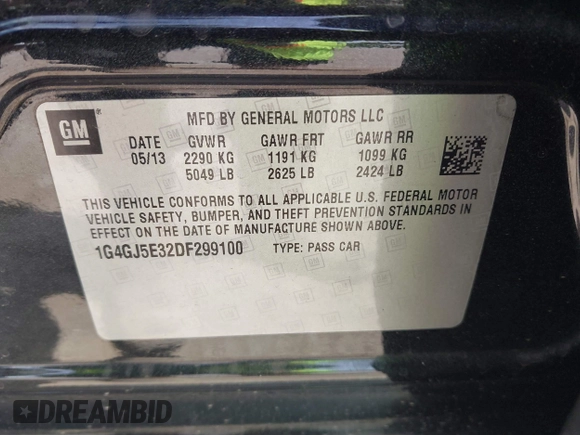 GM
MFD BY GENERAL MOTORS LLC
DATE GVWR GAWR FRT GAWR RR
05/13 2290 KG 1191 KG 1099 KG
5049 LB 2625 LB 2424 LB
THIS VEHICLE CONFORMS TO ALL APPLICABLE U.S. FEDERAL MOTOR
VEHICLE SAFETY, BUMPER, AND THEFT PREVENTION STANDARDS IN
EFFECT ON THE DATE OF MANUFACTURE SHOWN ABOVE.
1G4GJ5E32DF299100 TYPE: PASS CAR
DREAMBID